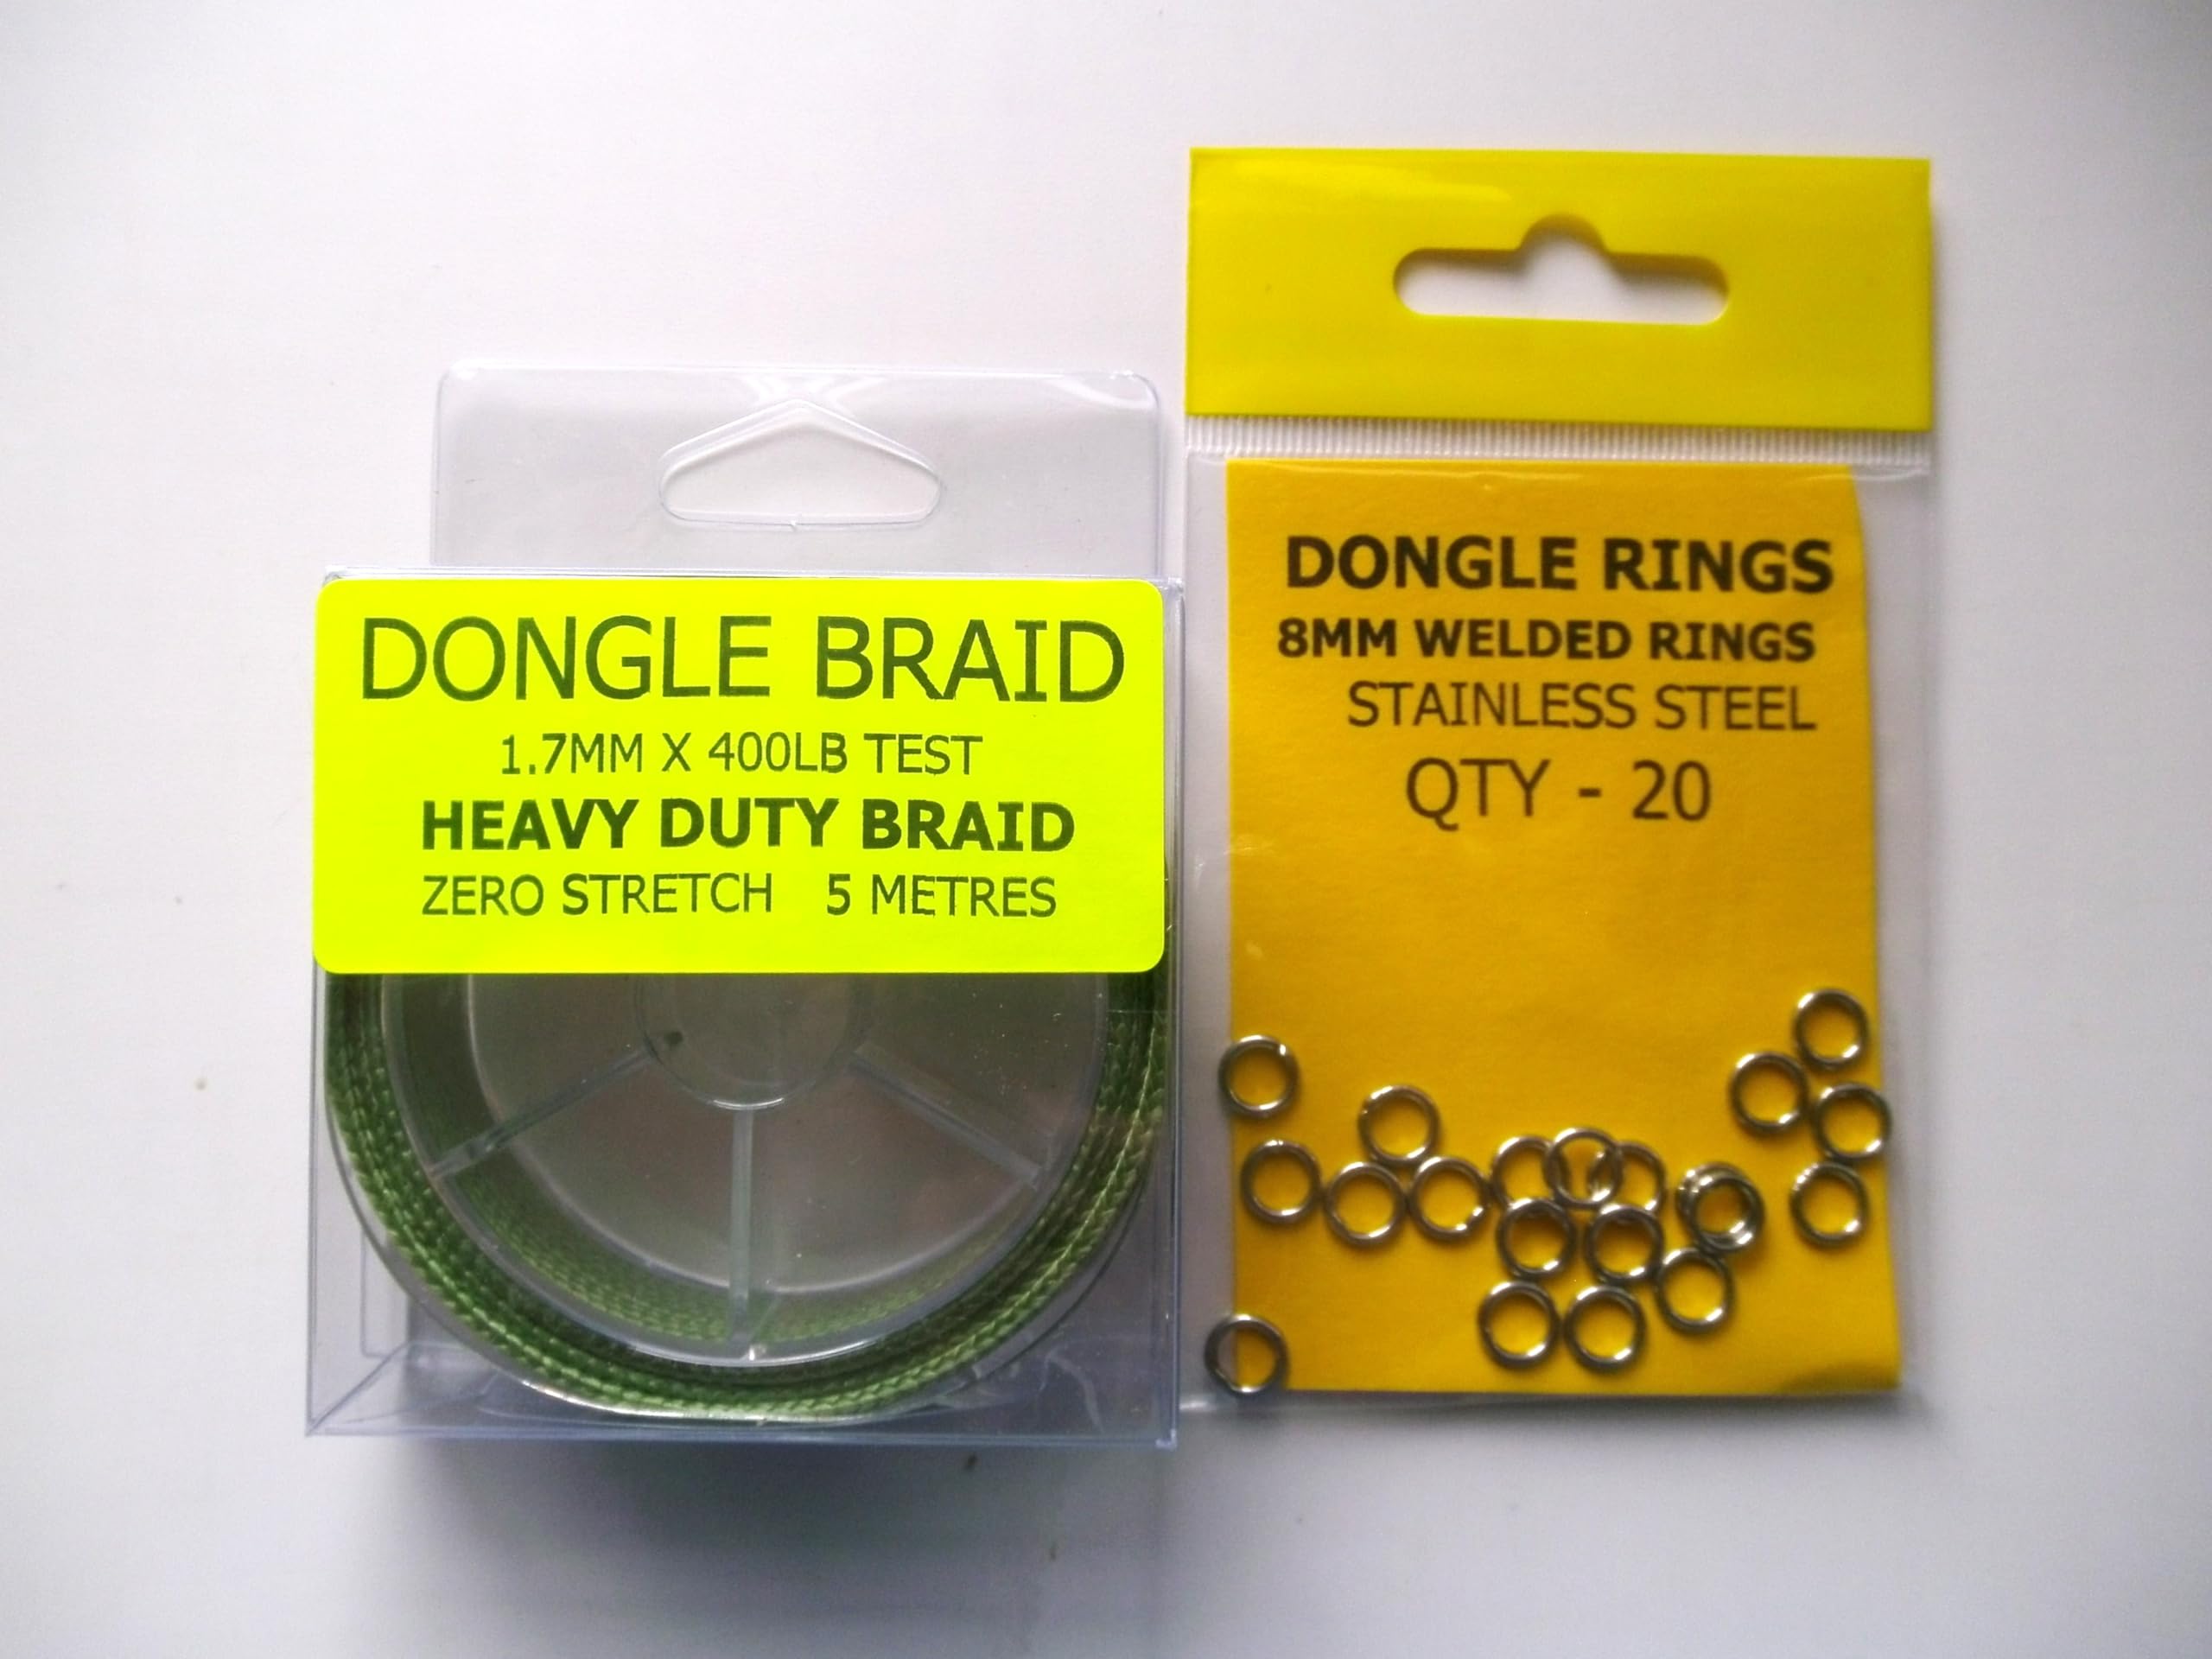 DONGLE BRAID
1.7MM X 400LB TEST
HEAVY DUTY BRAID
ZERO STRETCH 5 METRES
DONGLE RINGS
8MM WELDED RINGS
STAINLESS STEEL
QTY - 20